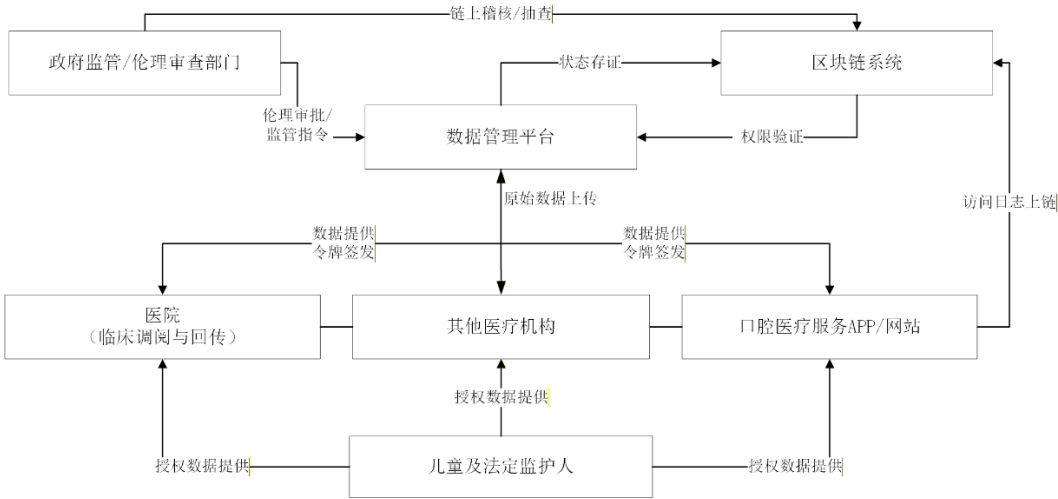 链上稽核/抽查
政府监管/伦理审查部门
状态存证
区块链系统
伦理审批/
监管指令
数据管理平台
权限验证
原始数据上传
访问日志上链
数据提供
令牌签发
数据提供
令牌签发
医院
（临床调阅与回传）
其他医疗机构
口腔医疗服务APP/网站
授权数据提供
授权数据提供
儿童及法定监护人
授权数据提供